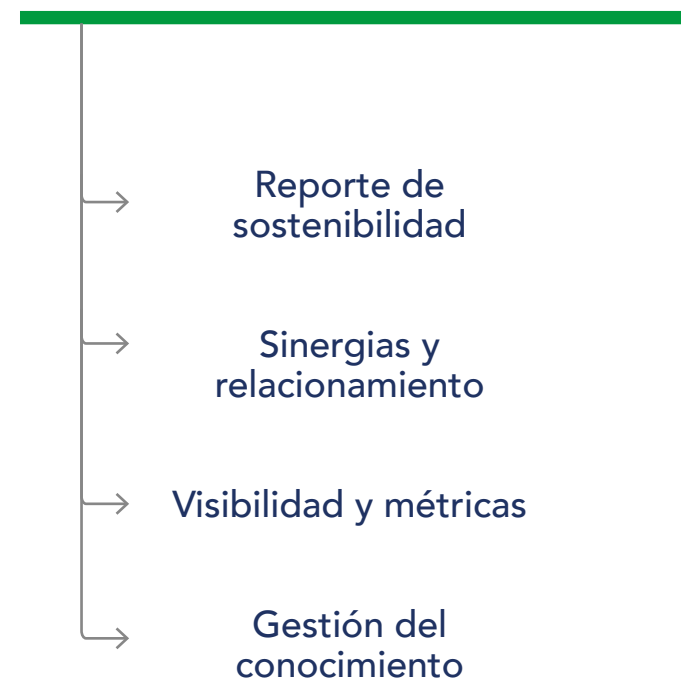 Reporte de
sostenibilidad
Sinergias y
relacionamiento
Visibilidad y métricas
Gestión del
conocimiento